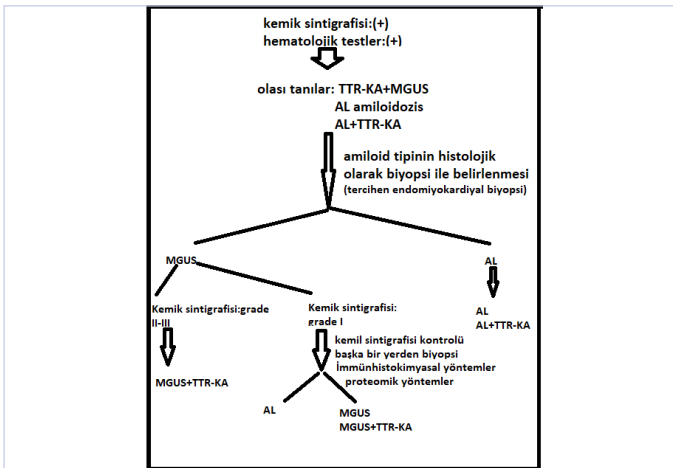 kemik sintigrafisi:(+)
hematolojik testler:(+)
olası tanılar: TTR-KA+MGUS
AL amiloidozis
AL+TTR-KA
amiloid tipinin histolojik
olarak biyopsi ile belirlenmesi
(tercihen endomiyokardiyal biyopsi)
MGUS
AL
Kemik sintigrafisi:grade
II-III
Kemik sintigrafisi:
grade I
AL
AL+TTR-KA
kemil sintigrafisi kontrolü
başka bir yerden biyopsi
İmmünhistokimyasal yöntemler
proteomik yöntemler
MGUS+TTR-KA
AL
MGUS
MGUS+TTR-KA